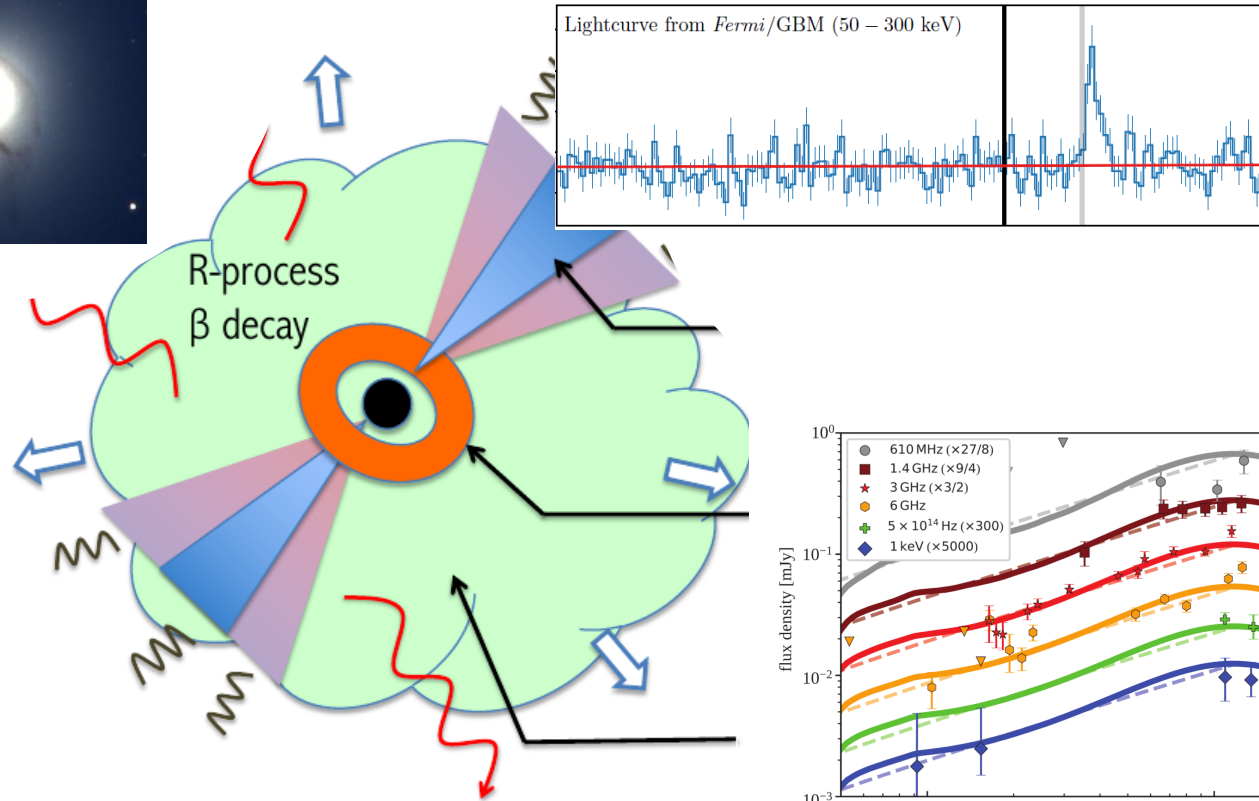 Lightcurve from Fermi/GBM (50 − 300 keV)
R-process
β decay
10⁰
10⁻¹
10⁻²
10⁻³
flux density [mJy]
610 MHz (×27/8)
1.4 GHz (×9/4)
3 GHz (×3/2)
6 GHz
5 × 10¹⁴ Hz (×300)
1 keV (×5000)